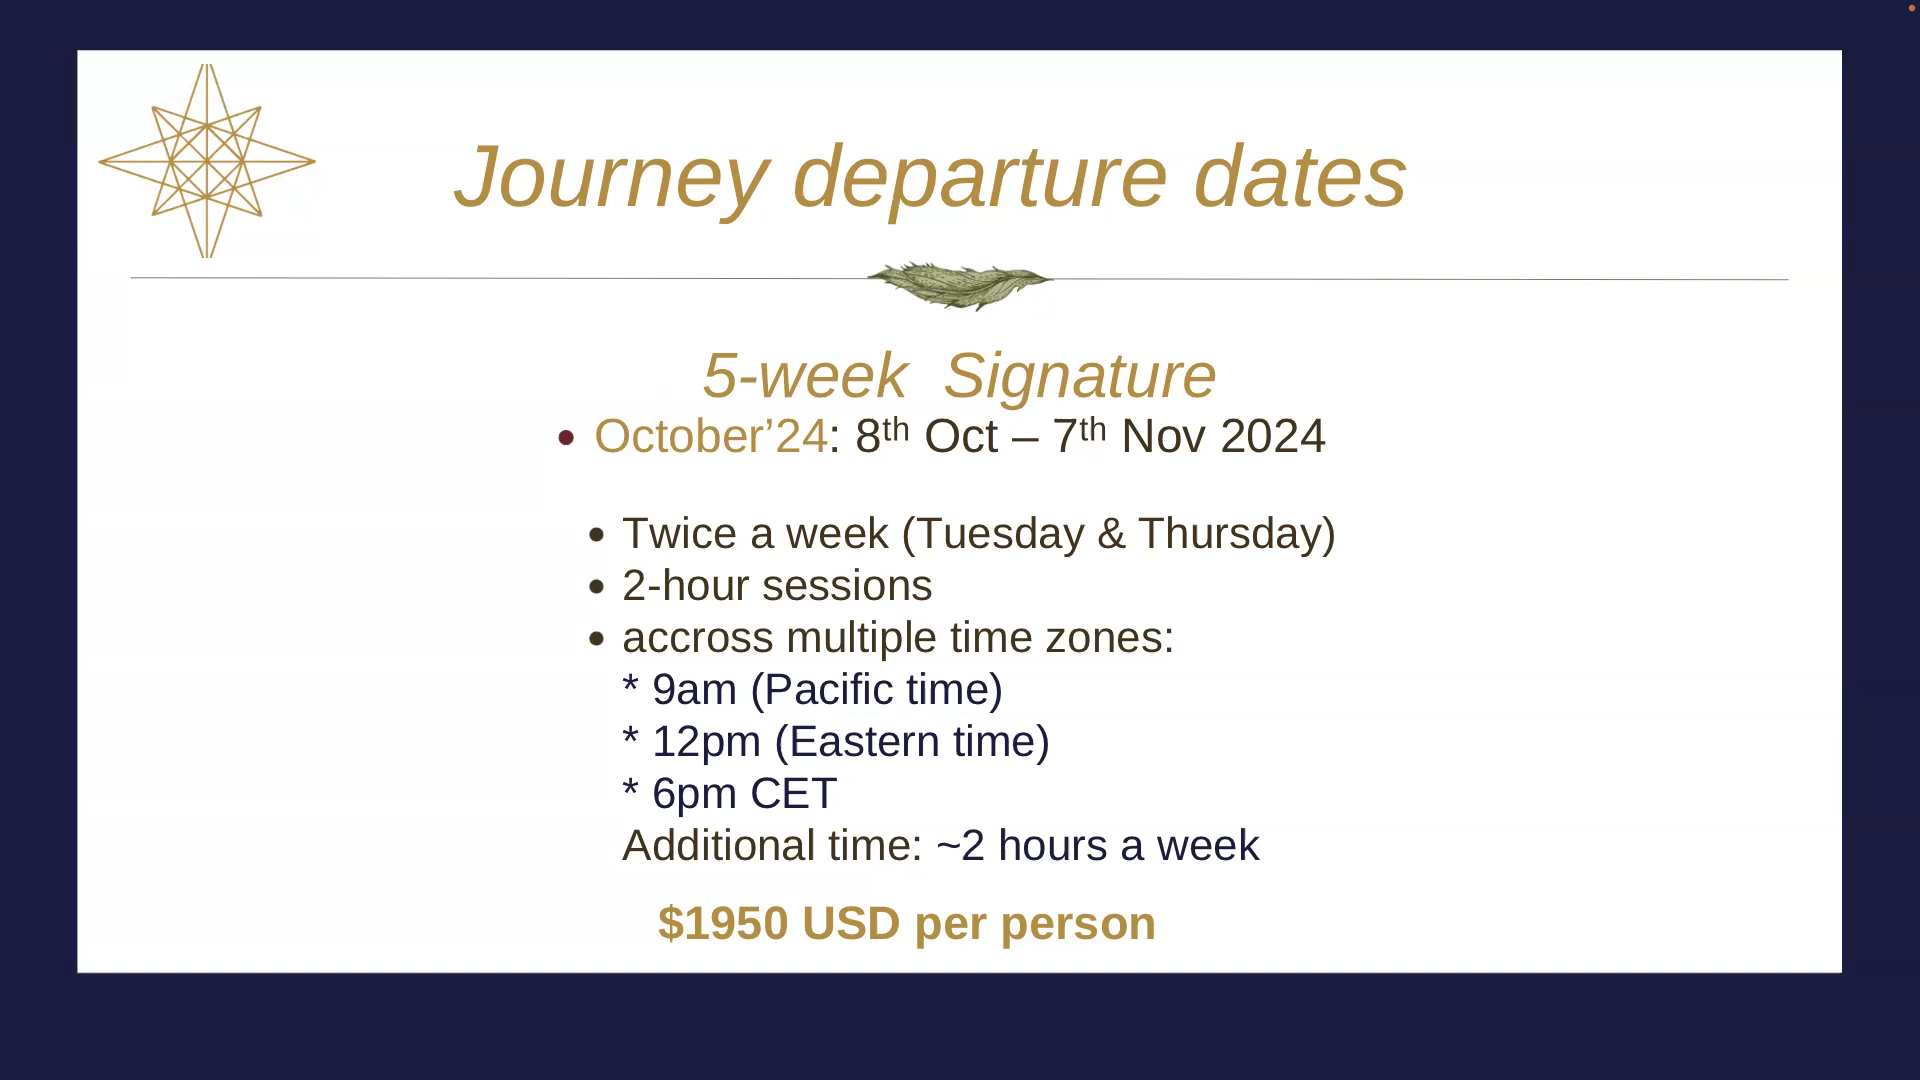 Journey departure dates
5-week  Signature
• October’24: 8th Oct – 7th Nov 2024
• Twice a week (Tuesday & Thursday)
• 2-hour sessions
• accross multiple time zones:
* 9am (Pacific time)
* 12pm (Eastern time)
* 6pm CET
Additional time: ~2 hours a week
$1950 USD per person